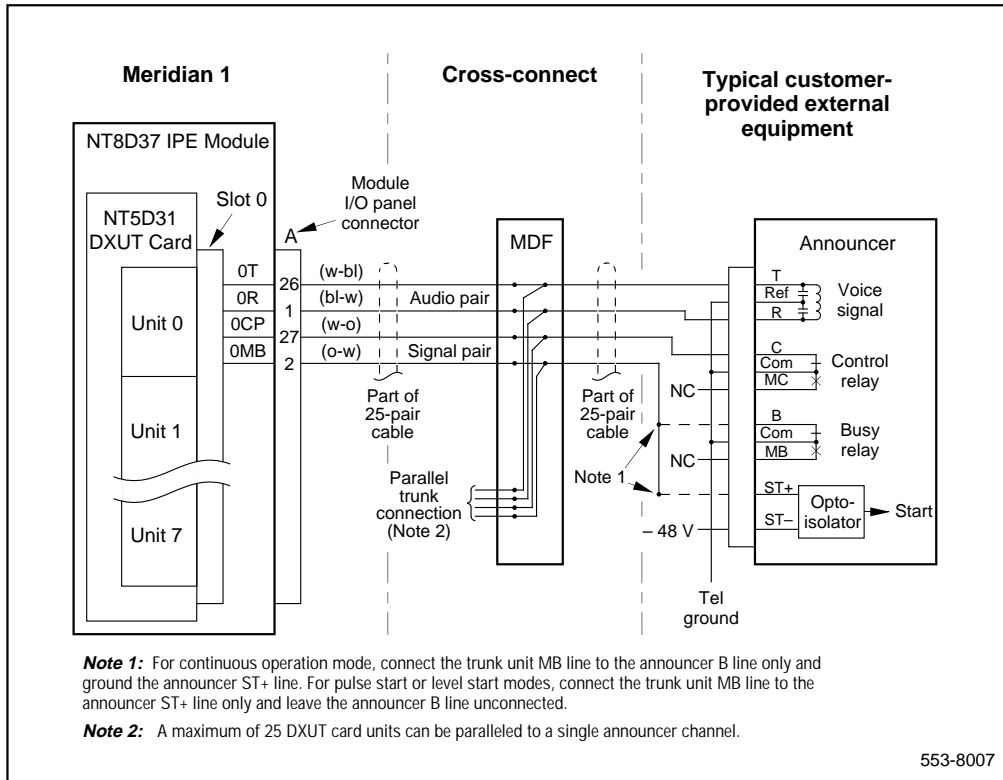 Meridian 1
Cross-connect
Typical customer-
provided external
equipment
NT8D37 IPE Module
Slot 0
Module
I/O panel
connector
NT5D31
DXUT Card
A
MDF
Announcer
Unit 0
Unit 1
Unit 7
0T
0R
0CP
0MB
26
1
27
2
(w-bl)
(bl-w)
Audio pair
(w-o)
(o-w)
Signal pair
Part of
25-pair
cable
Part of
25-pair
cable
Parallel
trunk
connection
(Note 2)
Note 1
NC
NC
– 48 V
Tel
ground
T
Ref
R
Voice
signal
C
Com
MC
Control
relay
B
Com
MB
Busy
relay
ST+
ST–
Opto-
isolator
Start
Note 1: For continuous operation mode, connect the trunk unit MB line to the announcer B line only and
ground the announcer ST+ line. For pulse start or level start modes, connect the trunk unit MB line to the
announcer ST+ line only and leave the announcer B line unconnected.
Note 2: A maximum of 25 DXUT card units can be paralleled to a single announcer channel.
553-8007